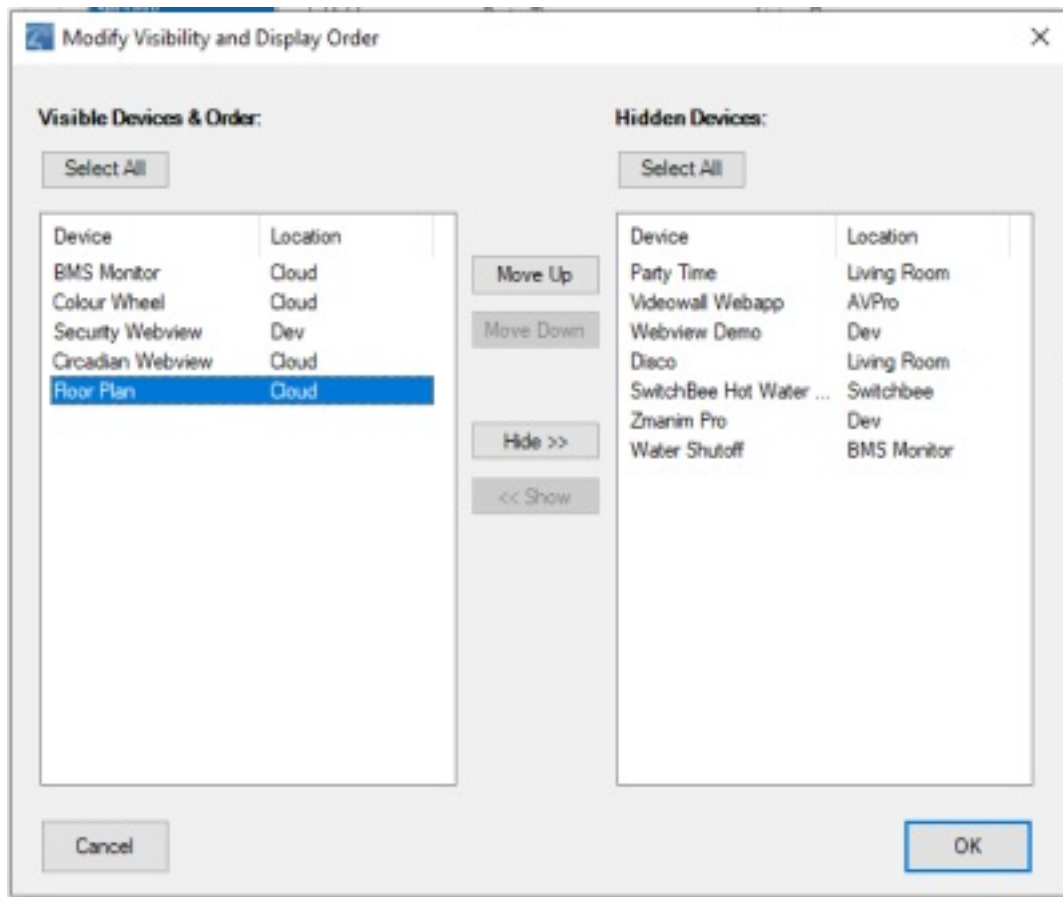 Modify Visibility and Display Order
Visible Devices & Order:
Select All
Device Location
BMS Monitor Cloud
Colour Wheel Cloud
Security Webview Dev
Circadian Webview Cloud
Floor Plan Cloud
Move Up
Move Down
Hide >>
<< Show
Hidden Devices:
Select All
Device Location
Party Time Living Room
Videowall Webapp AVPro
Webview Demo Dev
Disco Living Room
SwitchBee Hot Water ... Switchbee
Zmanim Pro Dev
Water Shutoff BMS Monitor
Cancel
OK